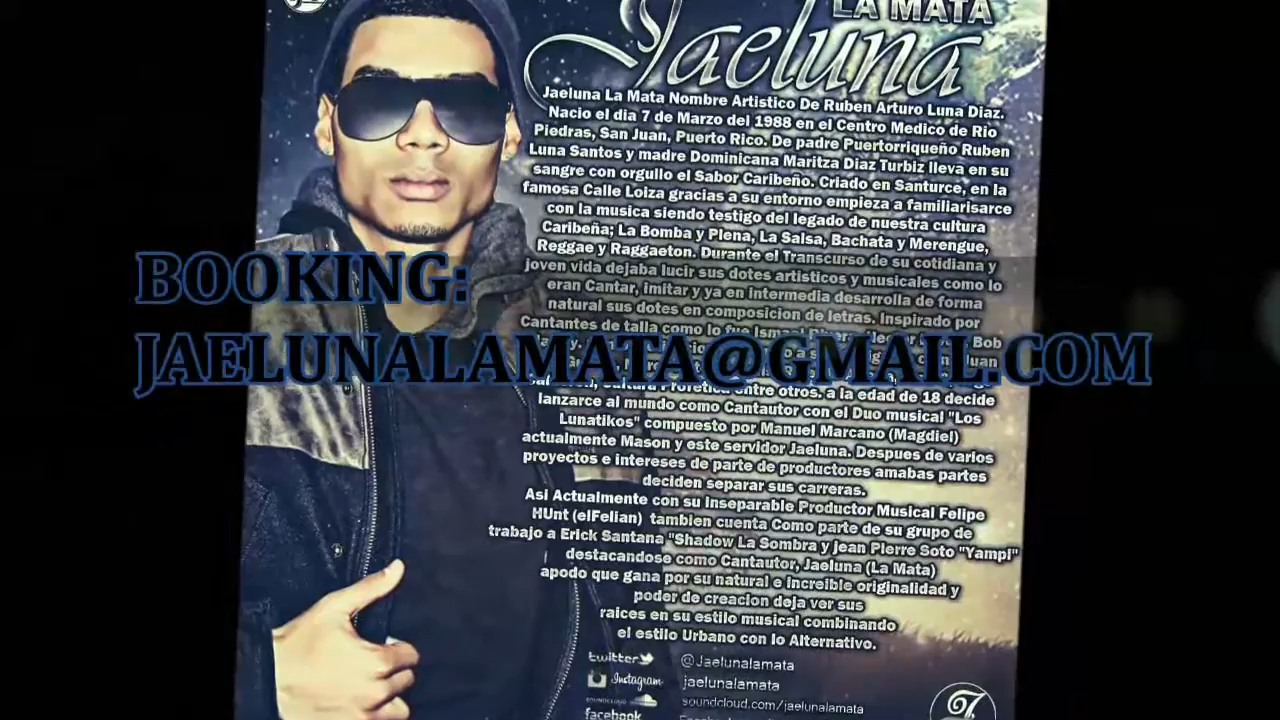 LA MATA
Jaeluna
Jaeluna La Mata Nombre Artistico De Ruben Arturo Luna Diaz.
Nacio el dia 7 de Marzo del 1988 en el Centro Medico de Rio
Piedras, San Juan, Puerto Rico. De padre Puertorriqueño Ruben
Luna Santos y madre Dominicana Maritza Diaz Turbiz lleva en su
sangre con orgullo el Sabor Caribeño. Criado en Santurce, en la
famosa Calle Loiza gracias a su entorno empieza a familiarisarce
con la musica siendo testigo del legado de nuestra cultura
Caribeña; La Bomba y Plena, La Salsa, Bachata y Merengue,
Reggae y Raggaeton. Durante el Transcurso de su cotidiana y
joven vida dejaba lucir sus dotes artisticos y musicales como lo
eran Cantar, imitar y ya en intermedia desarrolla de forma
natural sus dotes en composicion de letras. Inspirado por
Cantantes de talla como lo fue Bob
BOOKING:
JAELUNALAMATA@GMAIL.COM
entre otros, a la edad de 18 decide
lanzarce al mundo como Cantautor con el Duo musical "Los
Lunatikos" compuesto por Manuel Marcano (Magdiel)
actualmente Mason y este servidor Jaeluna. Despues de varios
proyectos e intereses de parte de productores amabas partes
deciden separar sus carreras.
Asi Actualmente con su inseparable Productor Musical Felipe
HUnt (elFelian) tambien cuenta Como parte de su grupo de
trabajo a Erick Santana "Shadow La Sombra y jean Pierre Soto "Yampi"
destacandose como Cantautor, Jaeluna (La Mata)
apodo que gana por su natural e increible originalidad y
poder de creacion deja ver sus
raices en su estilo musical combinando
el estilo Urbano con lo Alternativo.
twitter @Jaelunalamata
Instagram jaelunalamata
SOUNDCLOUD soundcloud.com/jaelunalamata
facebook